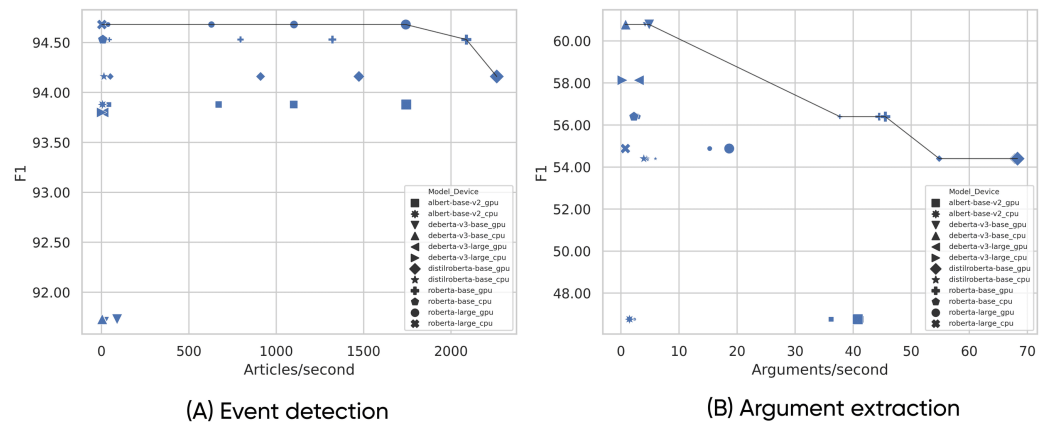 94.50
94.00
93.50
93.00
92.50
92.00
F1
0
500
1000
1500
2000
Articles/second
Model_Device
albert-base-v2_gpu
albert-base-v2_cpu
deberta-v3-base_gpu
deberta-v3-base_cpu
deberta-v3-large_gpu
deberta-v3-large_cpu
distilroberta-base_gpu
distilroberta-base_cpu
roberta-base_gpu
roberta-base_cpu
roberta-large_gpu
roberta-large_cpu
(A) Event detection
60.00
58.00
56.00
54.00
52.00
50.00
48.00
F1
0
10
20
30
40
50
60
70
Arguments/second
Model_Device
albert-base-v2_gpu
albert-base-v2_cpu
deberta-v3-base_gpu
deberta-v3-base_cpu
deberta-v3-large_gpu
deberta-v3-large_cpu
distilroberta-base_gpu
distilroberta-base_cpu
roberta-base_gpu
roberta-base_cpu
roberta-large_gpu
roberta-large_cpu
(B) Argument extraction